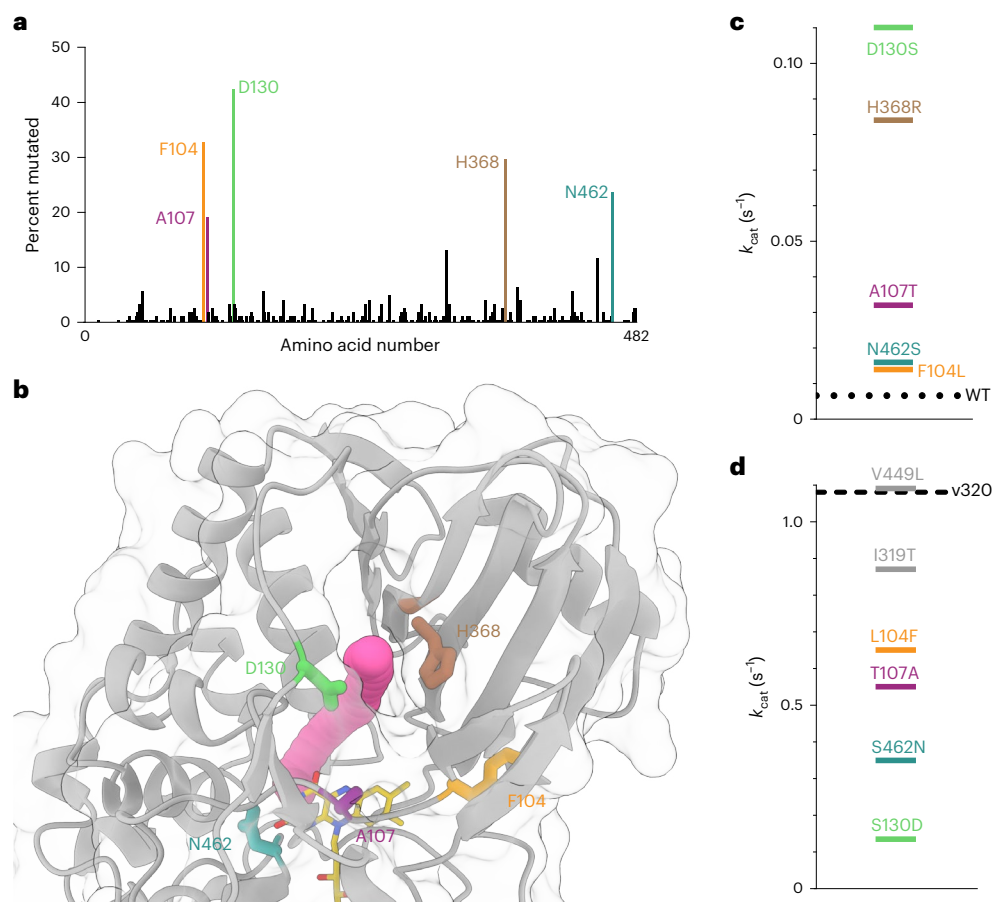 a
50
40
30
20
10
0
Percent mutated
D130
F104
A107
H368
N462
0
482
Amino acid number
b
D130
H368
F104
A107
N462
c
0.10
0.05
0
kcat (s−1)
D130S
H368R
A107T
N462S
F104L
WT
d
1.0
0.5
0
kcat (s−1)
V449L
v320
I319T
L104F
T107A
S462N
S130D